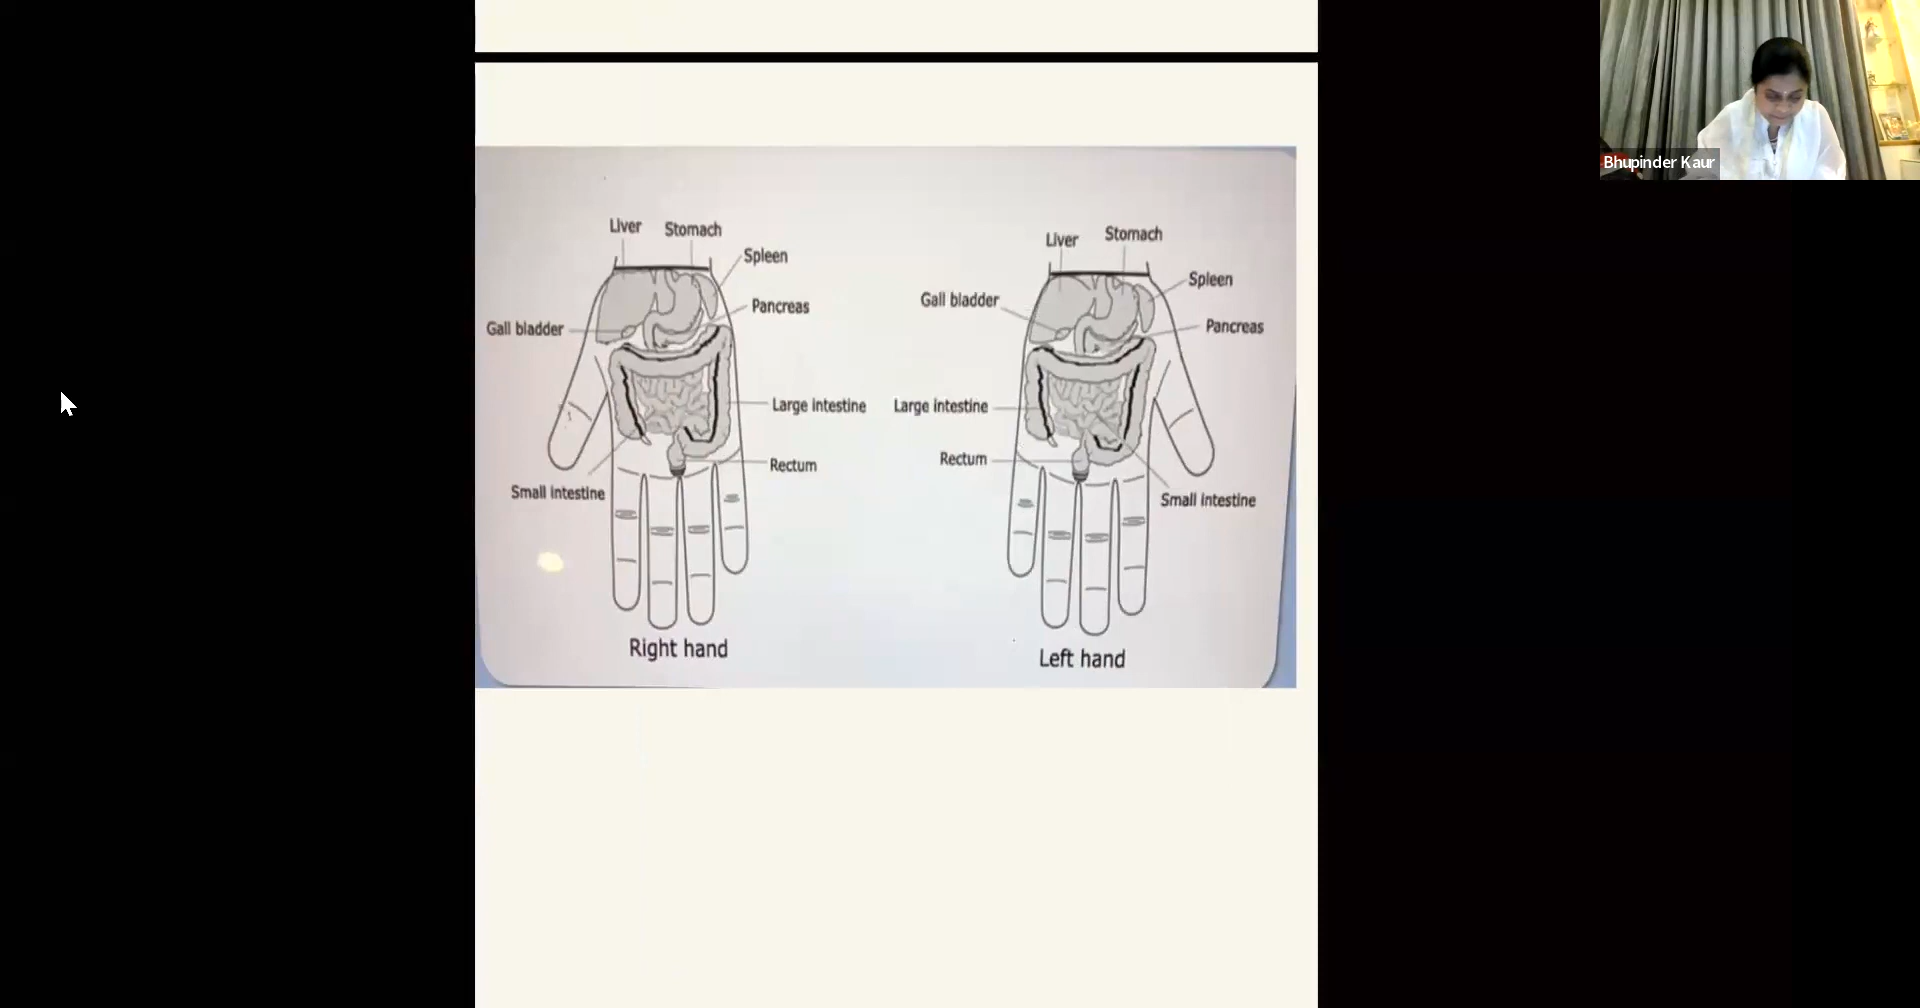 Bhupinder Kaur
Liver
Stomach
Spleen
Pancreas
Gall bladder
Large intestine
Rectum
Small intestine
Right hand
Liver
Stomach
Spleen
Gall bladder
Pancreas
Large intestine
Rectum
Small intestine
Left hand